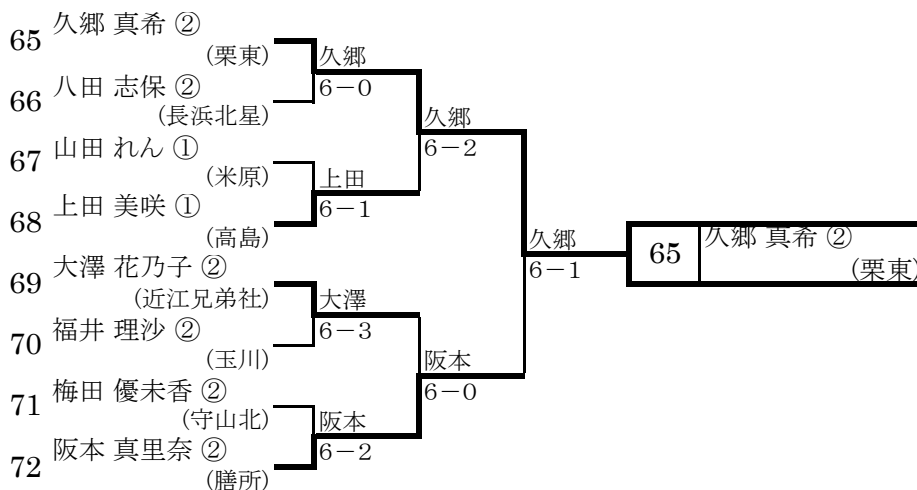 65 久郷 真希 ②
(栗東)
66 八田 志保 ②
(長浜北星)
67 山田 れん ①
(米原)
68 上田 美咲 ①
(高島)
69 大澤 花乃子 ②
(近江兄弟社)
70 福井 理沙 ②
(玉川)
71 梅田 優未香 ②
(守山北)
72 阪本 真里奈 ②
(膳所)
久郷
6-0
上田
6-1
大澤
6-3
阪本
6-2
久郷
6-2
阪本
6-0
久郷
6-1
65 久郷 真希 ②
(栗東)